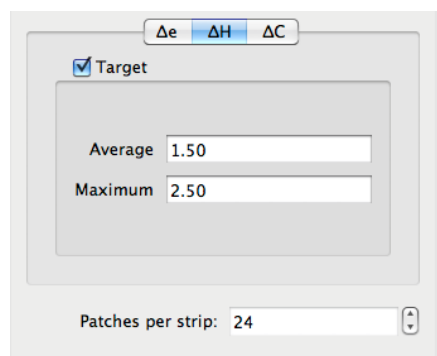 Δe ΔH ΔC
Target
Average 1.50
Maximum 2.50
Patches per strip: 24